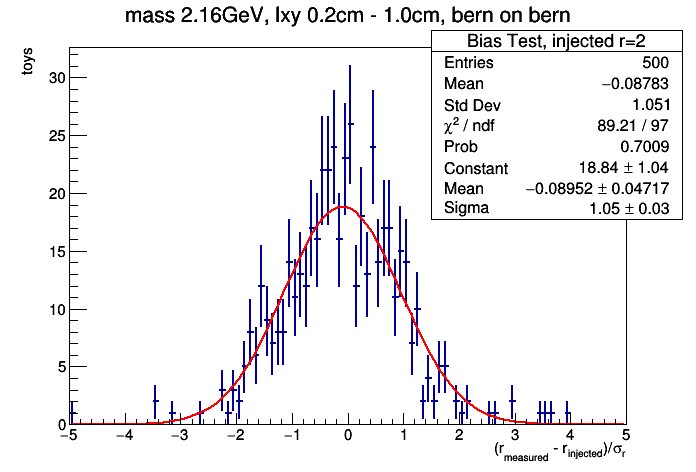 mass 2.16GeV, lxy 0.2cm - 1.0cm, bern on bern
Bias Test, injected r=2
Entries 500
Mean −0.08783
Std Dev 1.051
χ² / ndf 89.21 / 97
Prob 0.7009
Constant 18.84 ± 1.04
Mean −0.08952 ± 0.04717
Sigma 1.05 ± 0.03
toys
30
25
20
15
10
5
0
−5 −4 −3 −2 −1 0 1 2 3 4 5
(r_measured - r_injected)/σ_r